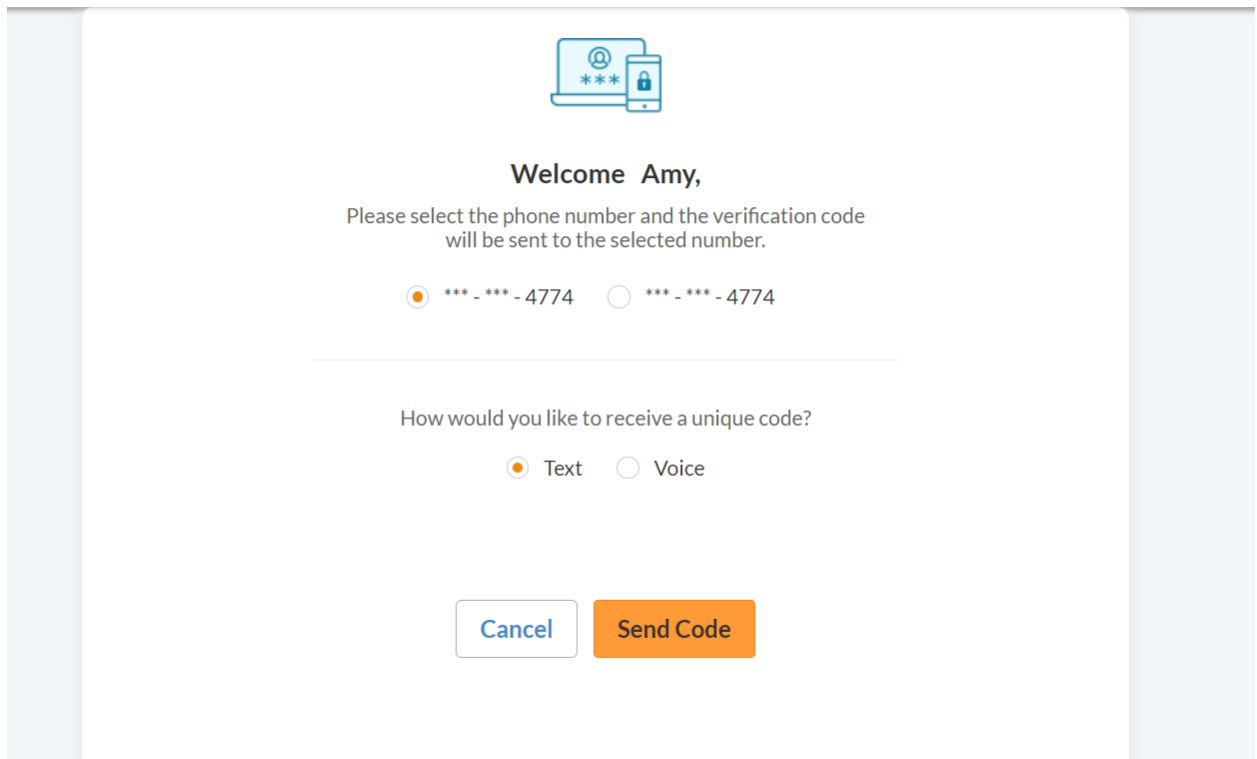 ***
Welcome Amy,
Please select the phone number and the verification code
will be sent to the selected number.
*** - *** - 4774 *** - *** - 4774
How would you like to receive a unique code?
Text Voice
Cancel Send Code